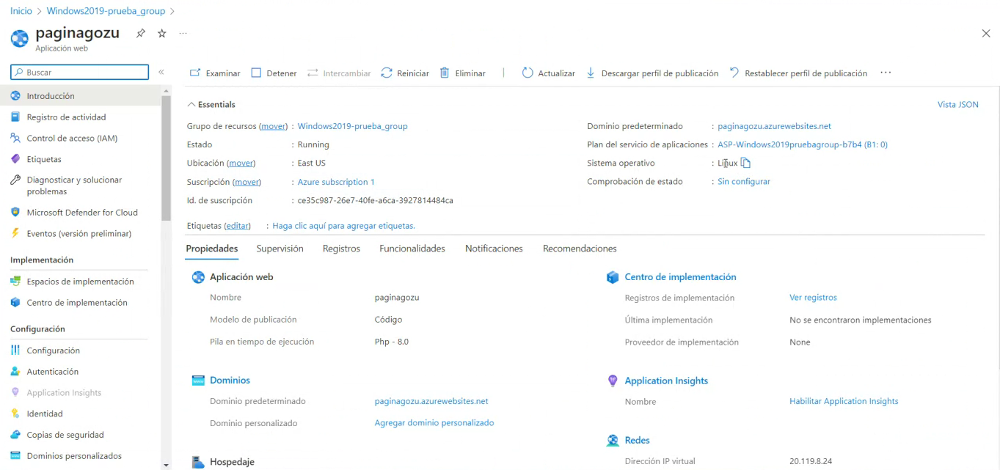 Inicio > Windows2019-prueba_group >
paginagozu
Aplicación web
Buscar
Examinar Detener Intercambiar Reiniciar Eliminar Actualizar Descargar perfil de publicación Restablecer perfil de publicación ...
Introducción
Registro de actividad
Control de acceso (IAM)
Etiquetas
Diagnosticar y solucionar
problemas
Microsoft Defender for Cloud
Eventos (versión preliminar)
Implementación
Espacios de implementación
Centro de implementación
Configuración
Configuración
Autenticación
Application Insights
Identidad
Copias de seguridad
Dominios personalizados
Essentials
Vista JSON
Grupo de recursos (mover) : Windows2019-prueba_group
Estado : Running
Ubicación (mover) : East US
Suscripción (mover) : Azure subscription 1
Id. de suscripción : ce35c987-26e7-40fe-a6ca-3927814484ca
Dominio predeterminado : paginagozu.azurewebsites.net
Plan del servicio de aplicaciones : ASP-Windows2019pruebagroup-b7b4 (B1: 0)
Sistema operativo : Linux
Comprobación de estado : Sin configurar
Etiquetas (editar) : Haga clic aquí para agregar etiquetas.
Propiedades Supervisión Registros Funcionalidades Notificaciones Recomendaciones
Aplicación web
Nombre paginagozu
Modelo de publicación Código
Pila en tiempo de ejecución Php - 8.0
Dominios
Dominio predeterminado paginagozu.azurewebsites.net
Dominio personalizado Agregar dominio personalizado
Hospedaje
Centro de implementación
Registros de implementación Ver registros
Última implementación No se encontraron implementaciones
Proveedor de implementación None
Application Insights
Nombre Habilitar Application Insights
Redes
Dirección IP virtual 20.119.8.24